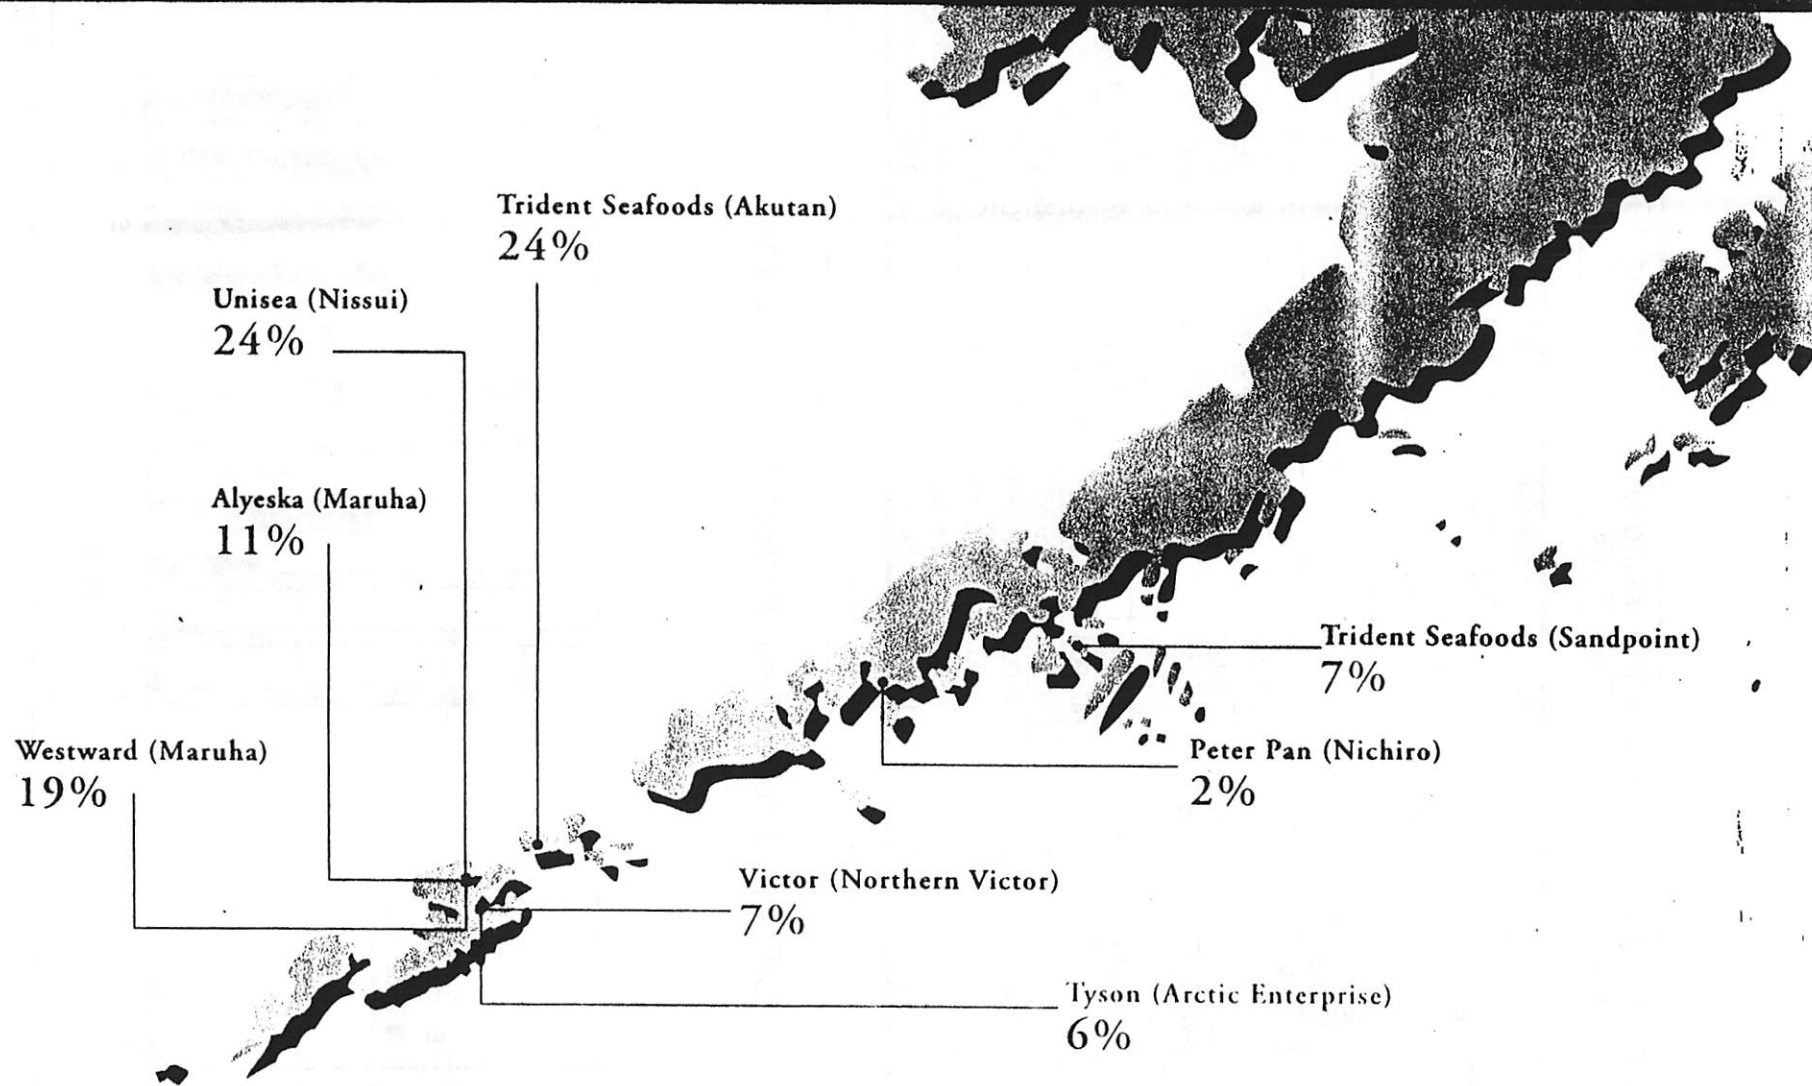 Trident Seafoods (Akutan)
24%
Unisea (Nissui)
24%
Alyeska (Maruha)
11%
Trident Seafoods (Sandpoint)
7%
Westward (Maruha)
19%
Peter Pan (Nichiro)
2%
Victor (Northern Victor)
7%
Tyson (Arctic Enterprise)
6%